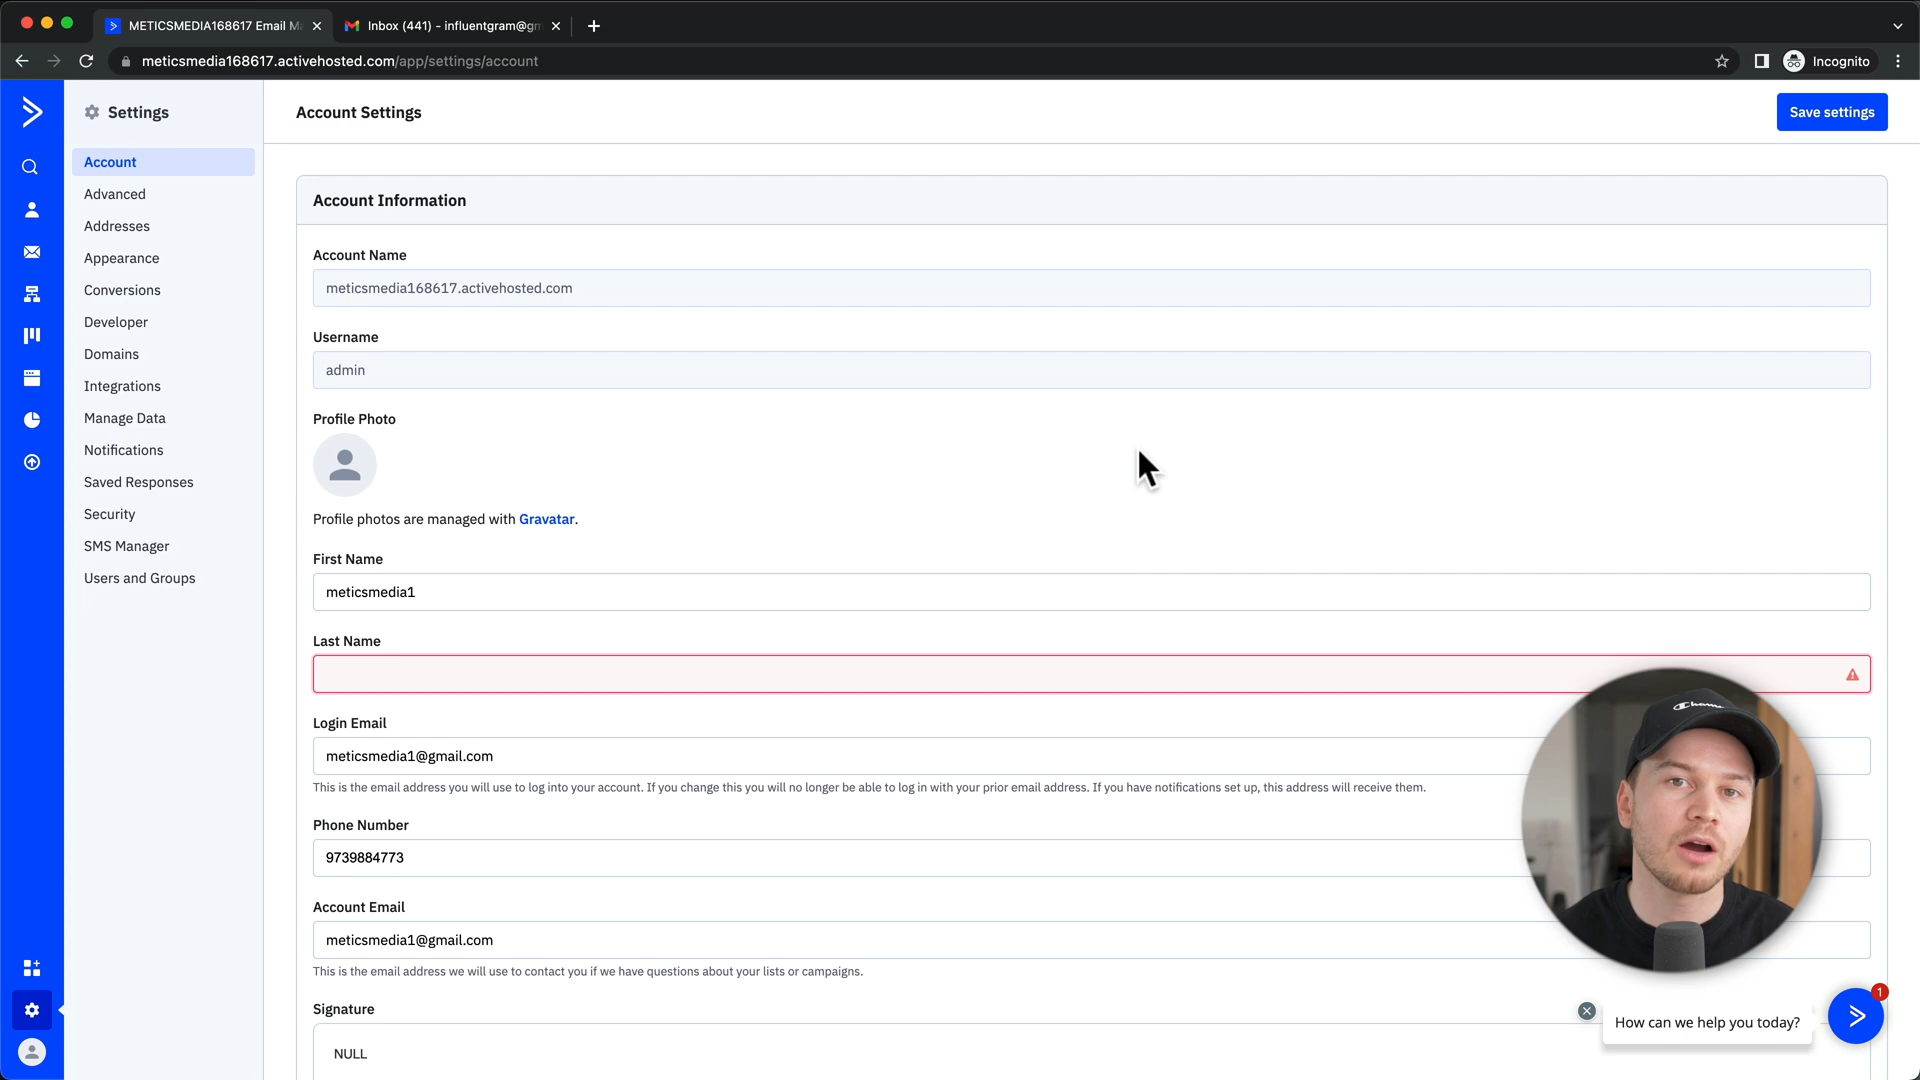 METICSMEDIA168617 Email Ma
Inbox (441) - influentgram@gm
meticsmedia168617.activehosted.com/app/settings/account
Incognito
Settings
Account Settings
Save settings
Account
Advanced
Addresses
Appearance
Conversions
Developer
Domains
Integrations
Manage Data
Notifications
Saved Responses
Security
SMS Manager
Users and Groups
Account Information
Account Name
meticsmedia168617.activehosted.com
Username
admin
Profile Photo
Profile photos are managed with Gravatar.
First Name
meticsmedia1
Last Name
Login Email
meticsmedia1@gmail.com
This is the email address you will use to log into your account. If you change this you will no longer be able to log in with your prior email address. If you have notifications set up, this address will receive them.
Phone Number
9739884773
Account Email
meticsmedia1@gmail.com
This is the email address we will use to contact you if we have questions about your lists or campaigns.
Signature
NULL
How can we help you today?
1